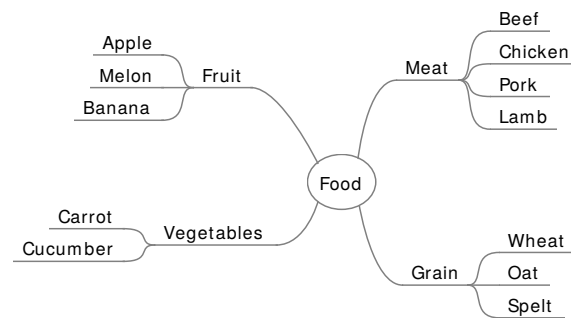 Food
Fruit
Apple
Melon
Banana
Vegetables
Carrot
Cucumber
Meat
Beef
Chicken
Pork
Lamb
Grain
Wheat
Oat
Spelt